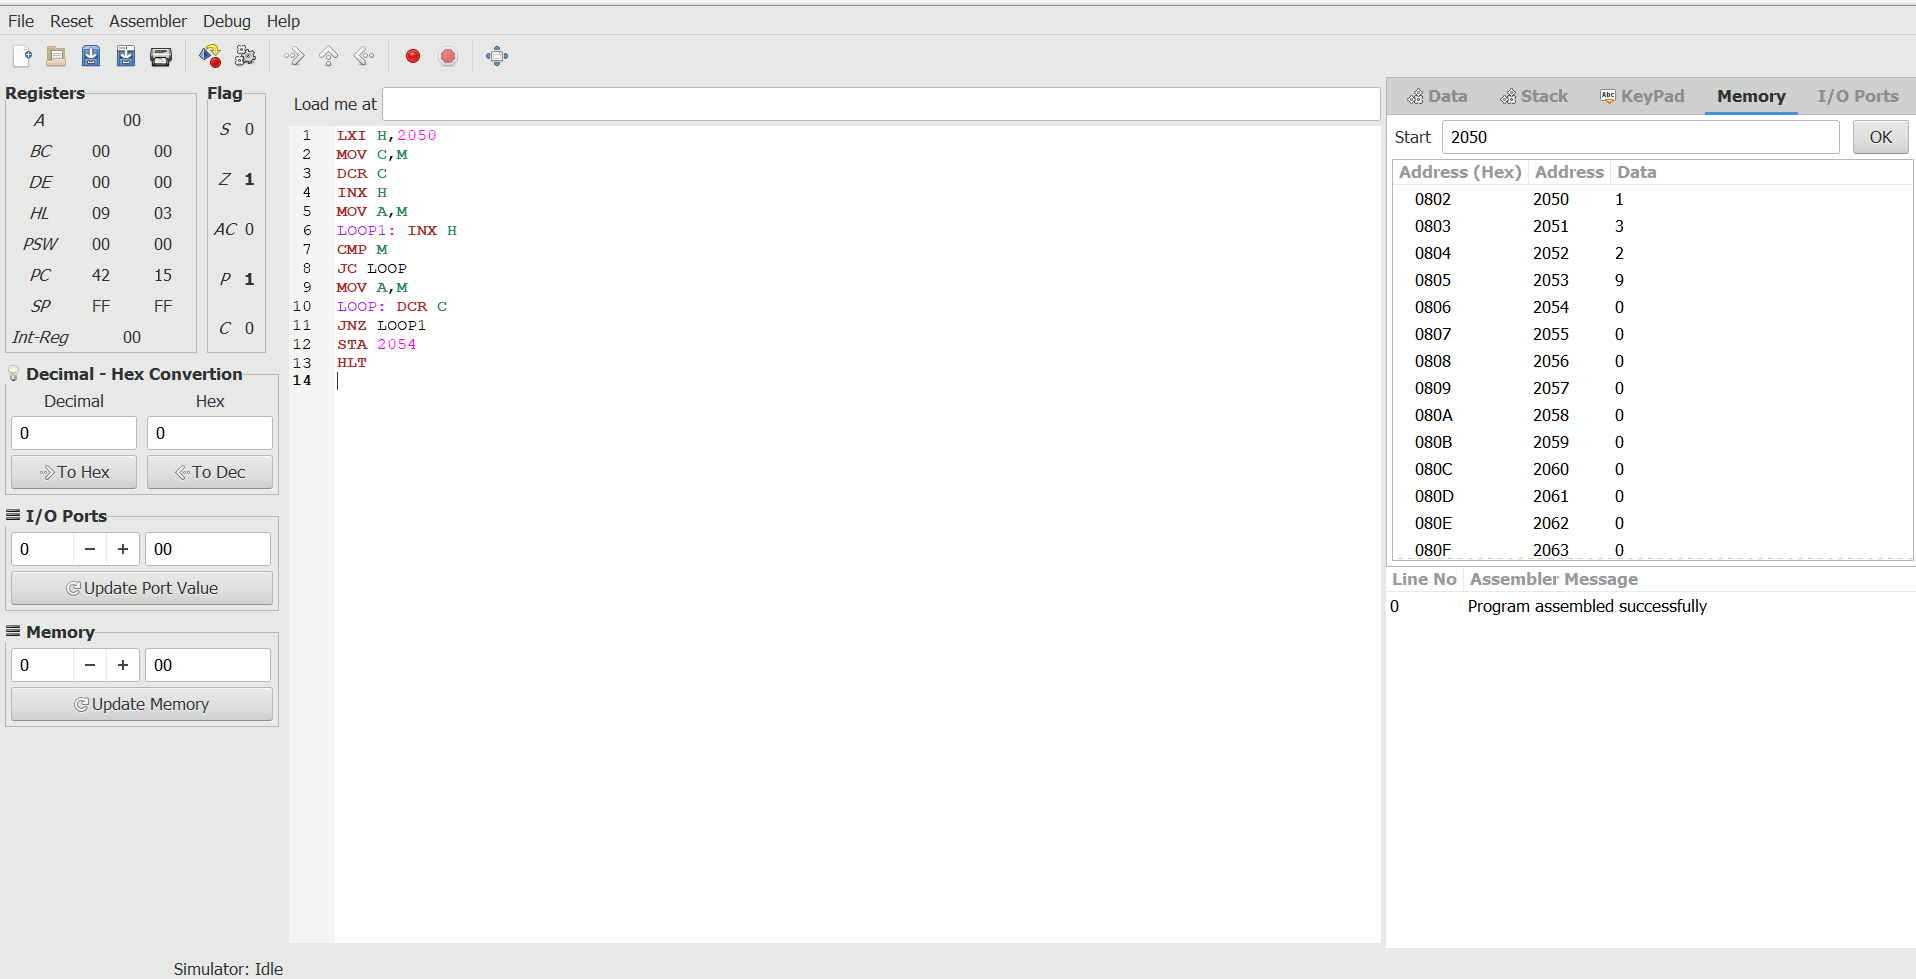 File Reset Assembler Debug Help
Registers
A 00
BC 00 00
DE 00 00
HL 09 03
PSW 00 00
PC 42 15
SP FF FF
Int-Reg 00
Flag
S 0
Z 1
AC 0
P 1
C 0
Decimal - Hex Convertion
Decimal Hex
0 0
To Hex To Dec
I/O Ports
0 − + 00
Update Port Value
Memory
0 − + 00
Update Memory
Load me at
1 LXI H,2050
2 MOV C,M
3 DCR C
4 INX H
5 MOV A,M
6 LOOP1: INX H
7 CMP M
8 JC LOOP
9 MOV A,M
10 LOOP: DCR C
11 JNZ LOOP1
12 STA 2054
13 HLT
14
Data Stack Abc KeyPad Memory I/O Ports
Start 2050 OK
Address (Hex) Address Data
0802 2050 1
0803 2051 3
0804 2052 2
0805 2053 9
0806 2054 0
0807 2055 0
0808 2056 0
0809 2057 0
080A 2058 0
080B 2059 0
080C 2060 0
080D 2061 0
080E 2062 0
080F 2063 0
Line No Assembler Message
0 Program assembled successfully
Simulator: Idle